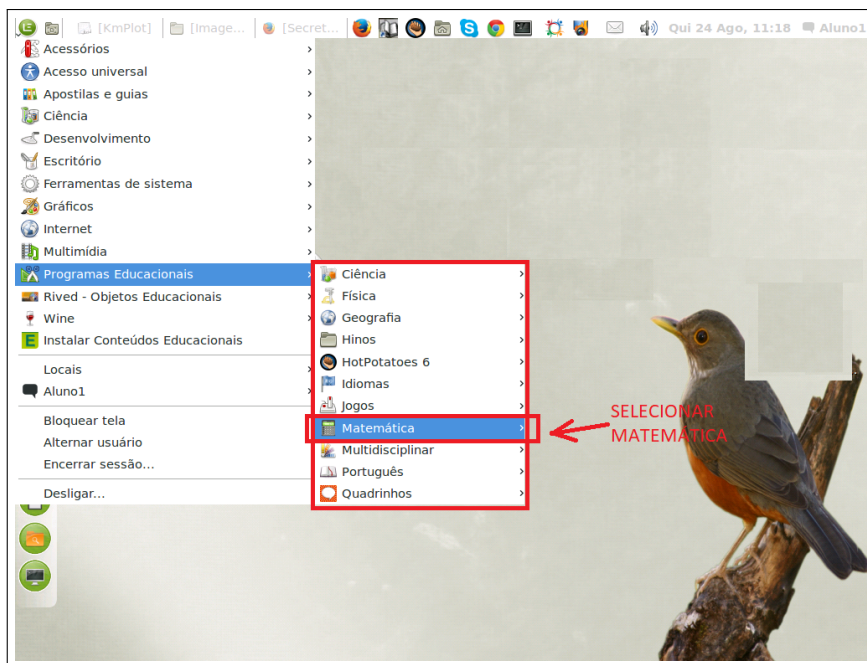 [KmPlot] [Image... [Secret... Qui 24 Ago, 11:18 Aluno1
Acessórios
Acesso universal
Apostilas e guias
Ciência
Desenvolvimento
Escritório
Ferramentas de sistema
Gráficos
Internet
Multimídia
Programas Educacionais
Rived - Objetos Educacionais
Wine
Instalar Conteúdos Educacionais
Locais
Aluno1
Bloquear tela
Alternar usuário
Encerrar sessão...
Desligar...
Ciência
Física
Geografia
Hinos
HotPotatoes 6
Idiomas
Jogos
Matemática
Multidisciplinar
Português
Quadrinhos
SELECIONAR
MATEMÁTICA